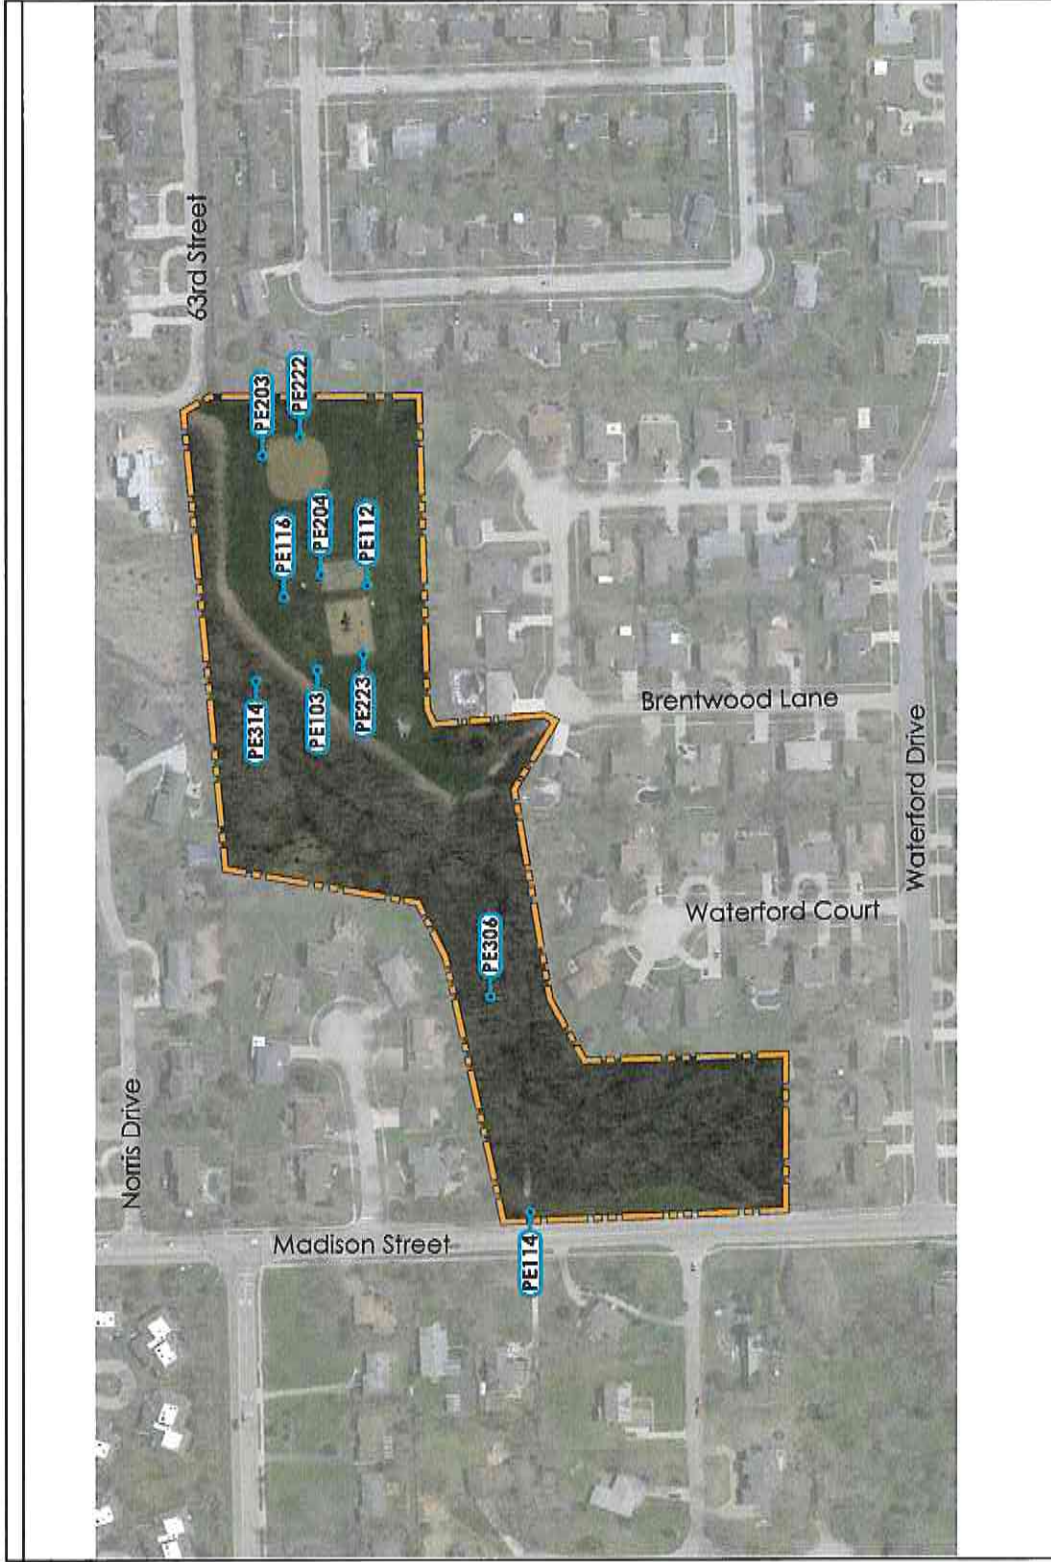 63rd Street
PE203
PE222
PE116
PE204
PE112
PE314
PE103
PE223
Brentwood Lane
Waterford Drive
PE306
Waterford Court
Norris Drive
Madison Street
PE114